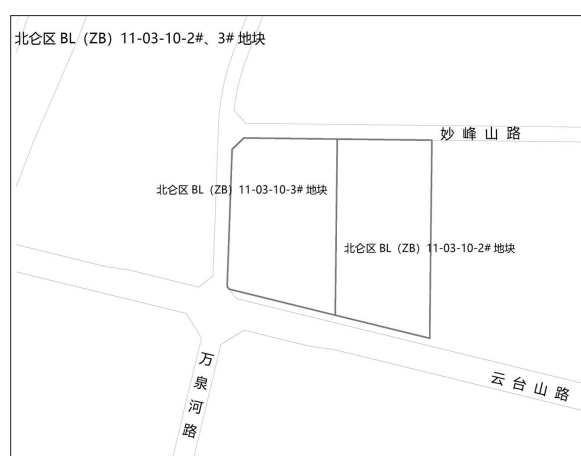 北仑区 BL（ZB）11-03-10-2#、3# 地块
妙峰山路
北仑区 BL（ZB）11-03-10-3# 地块
北仑区 BL（ZB）11-03-10-2# 地块
万泉河路
云台山路